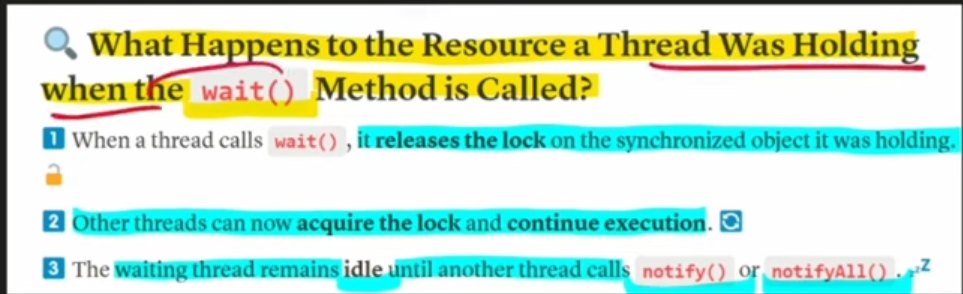 🔍 What Happens to the Resource a Thread Was Holding
when the wait() Method is Called?
1 When a thread calls wait() , it releases the lock on the synchronized object it was holding.
🔓
2 Other threads can now acquire the lock and continue execution. 🔄
3 The waiting thread remains idle until another thread calls notify() or notifyAll() . 💤